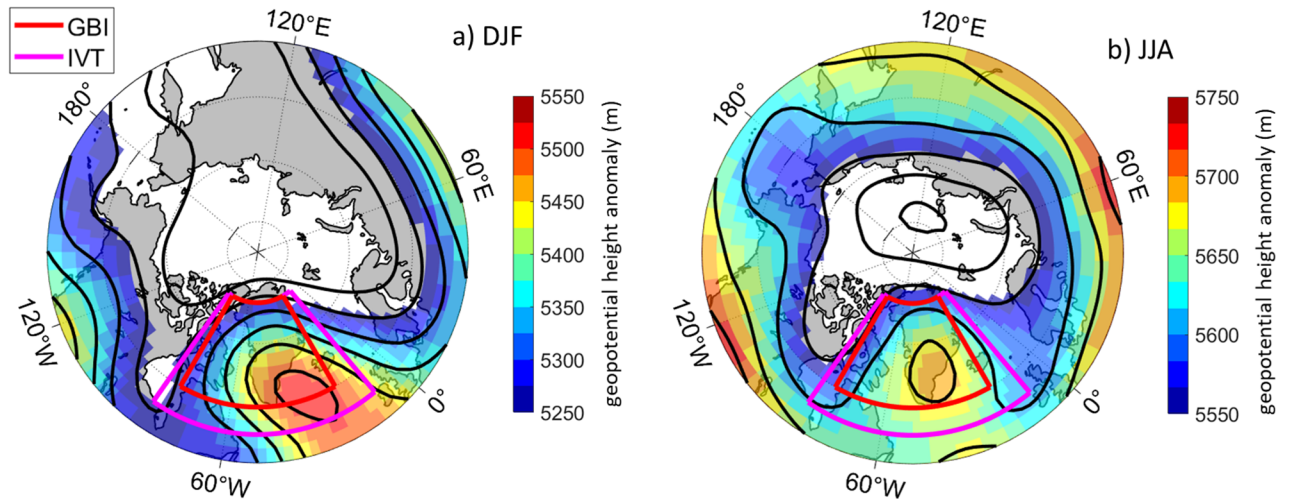 GBI
IVT
a) DJF
120°E
60°E
0°
60°W
120°W
180°
5550
5500
5450
5400
5350
5300
5250
geopotential height anomaly (m)
b) JJA
120°E
60°E
0°
60°W
120°W
180°
5750
5700
5650
5600
5550
geopotential height anomaly (m)